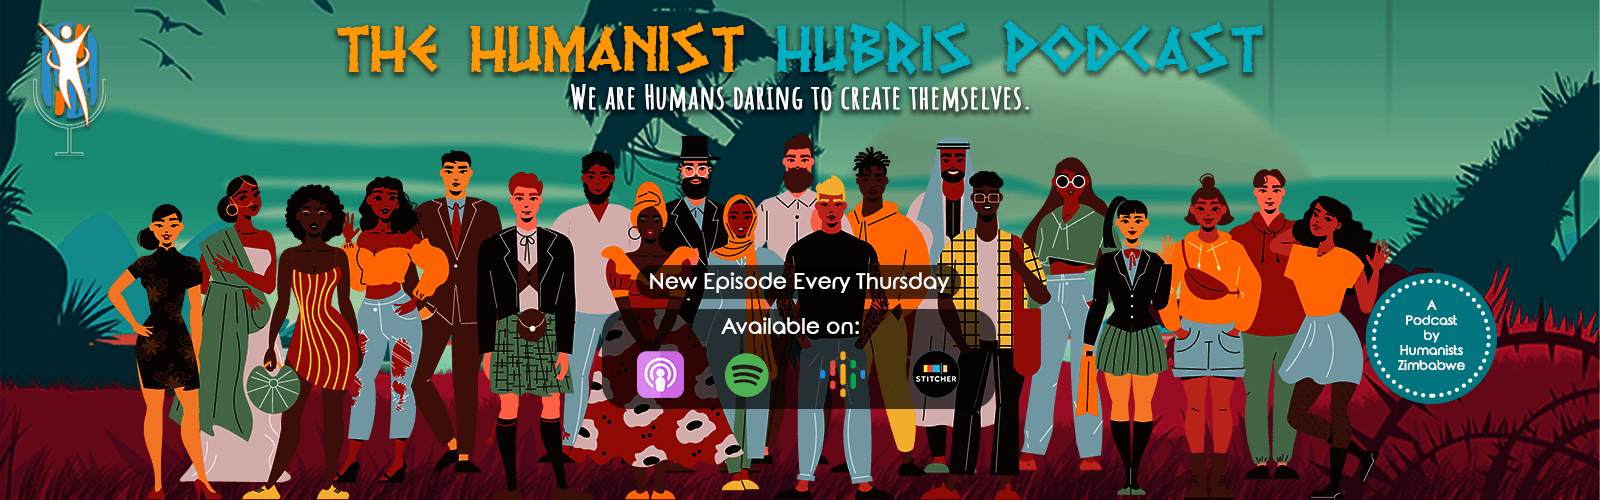 THE HUMANIST HUBRIS PODCAST
WE ARE HUMANS DARING TO CREATE THEMSELVES.
New Episode Every Thursday
Available on:
STITCHER
A
Podcast
by
Humanists
Zimbabwe